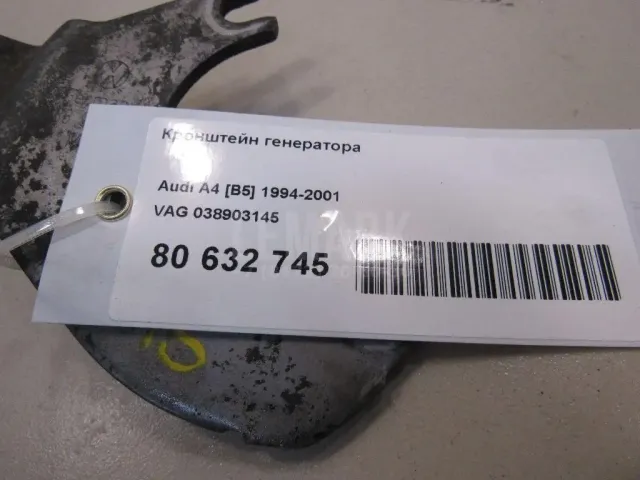 Кронштейн генератора
Audi A4 [B5] 1994-2001
VAG 038903145
80 632 745